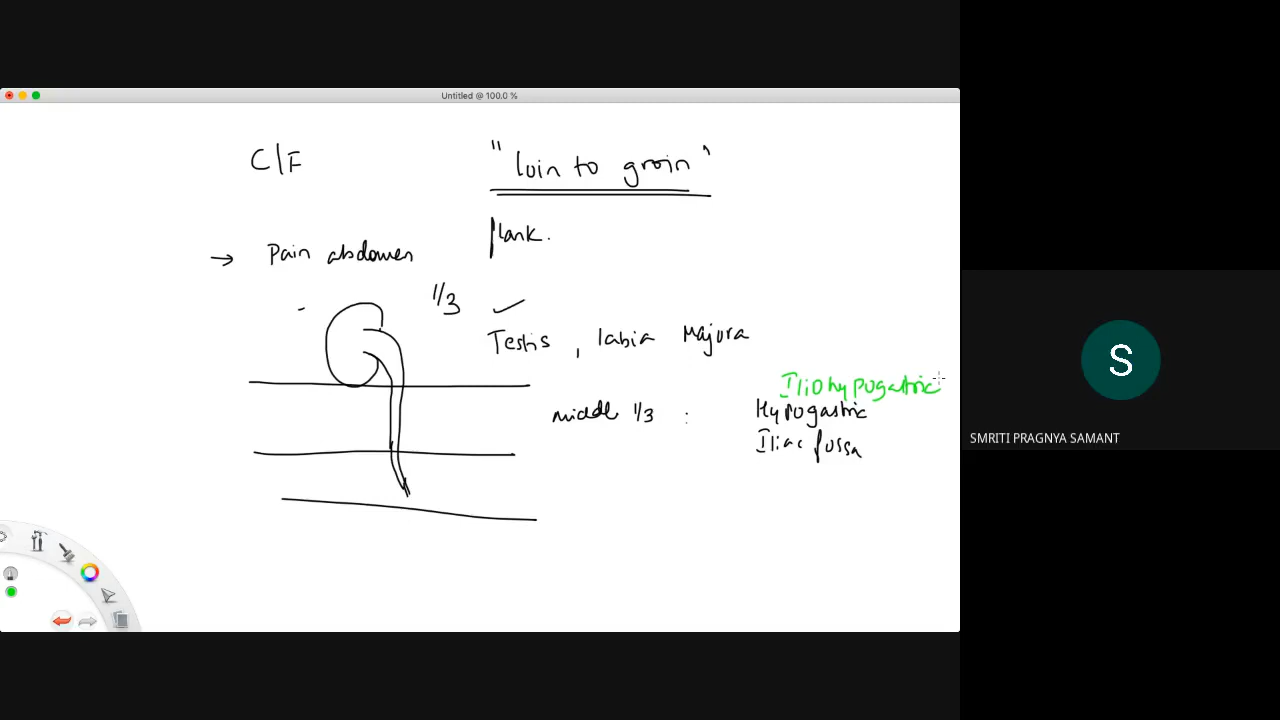 Untitled @ 100.0 %
C/F
"loin to groin"
flank.
→ Pain abdomen
1/3 ✓
Testis, labia Majora
Iliohypogastric
middle 1/3 : Hypogastric
Iliac fossa
S
SMRITI PRAGNYA SAMANT